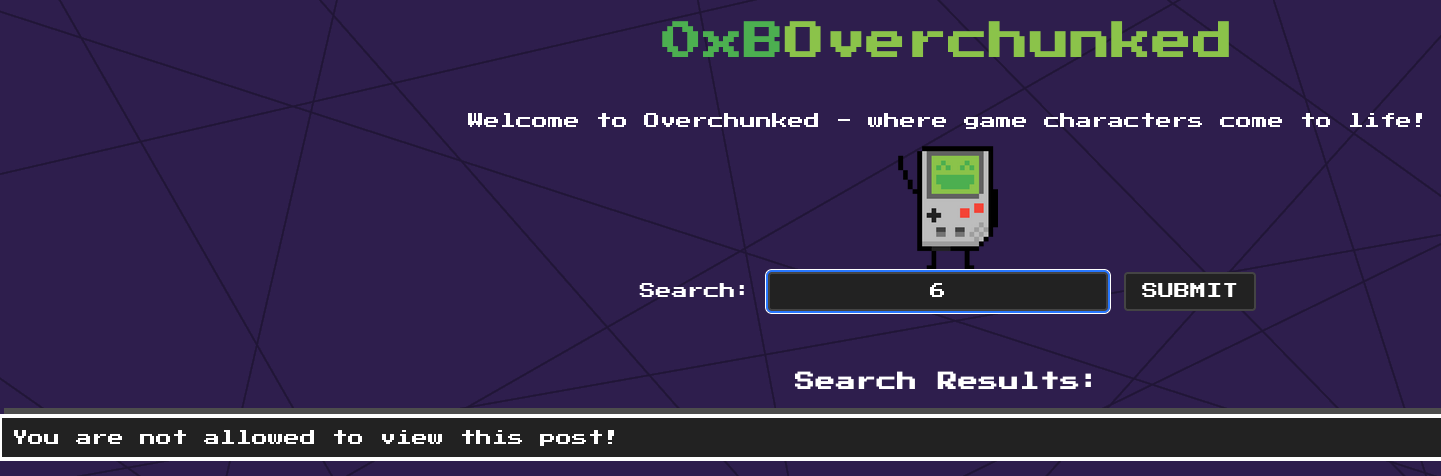 0xBOverchunked
Welcome to Overchunked - where game characters come to life!
Search: 6 SUBMIT
Search Results:
You are not allowed to view this post!